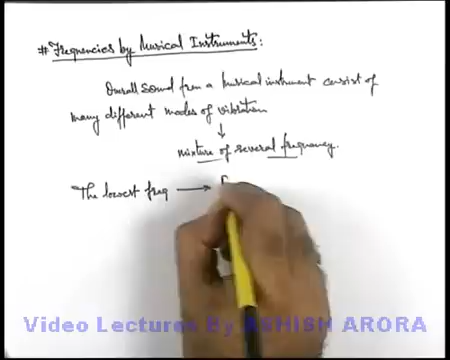 # Frequencies by Musical Instruments:
Overall sound from a musical instrument consist of
many different modes of vibration
↓
mixture of several frequency.
The lowest freq →
Video Lectures By ASHISH ARORA